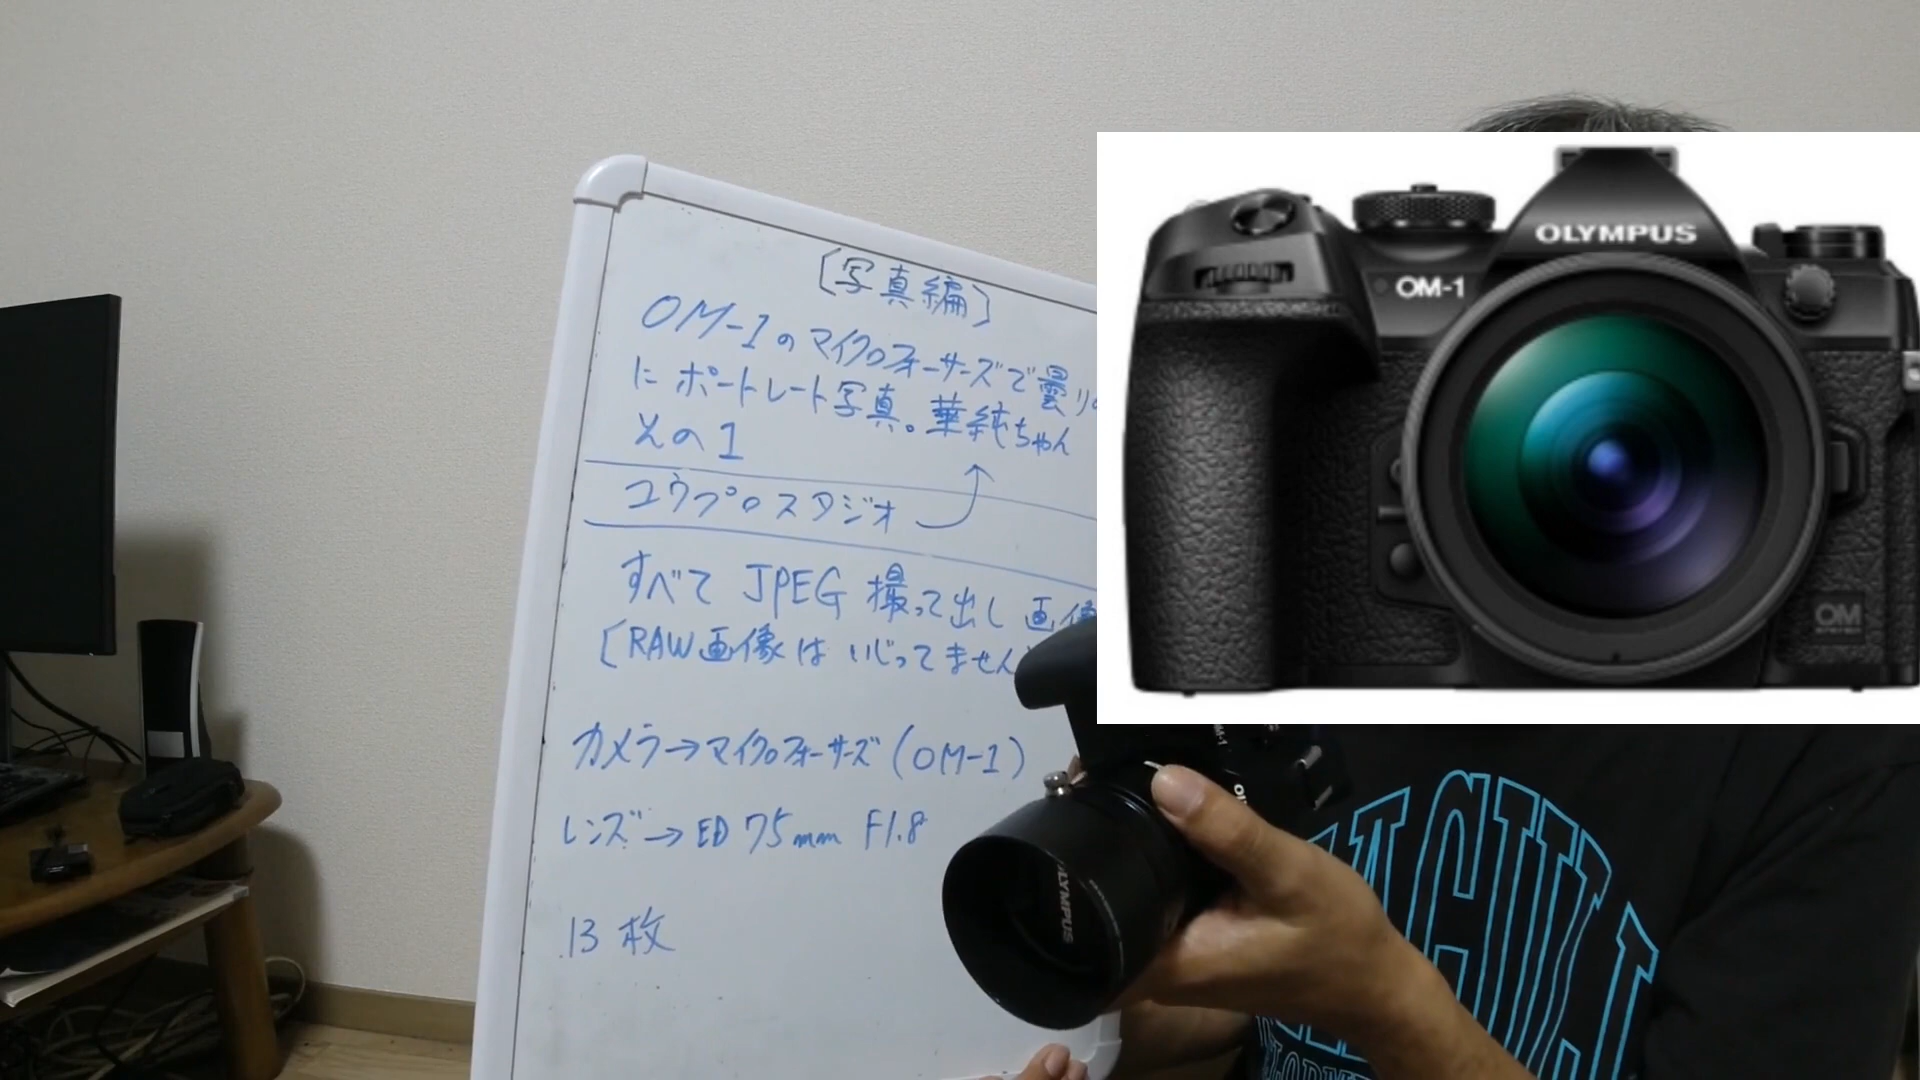 [写真編]
OM-1のマイクロフォーサーズで曇り
にポートレート写真。華純ちゃん
その1
ユウプロスタジオ
すべて JPEG 撮って出し画像
[RAW画像はいじってません
カメラ→マイクロフォーサーズ(OM-1)
レンズ→ED 75mm F1.8
13枚
OLYMPUS
OM-1
OM
OLYMPUS